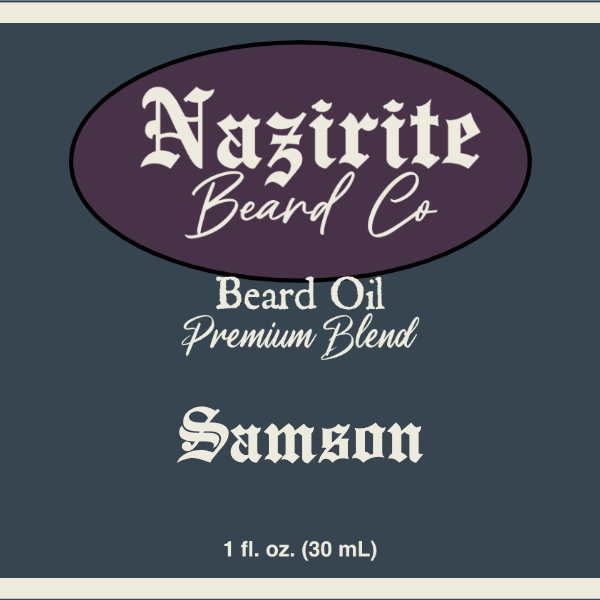 Nazirite
Beard Co
Beard Oil
Premium Blend
Samson
1 fl. oz. (30 mL)